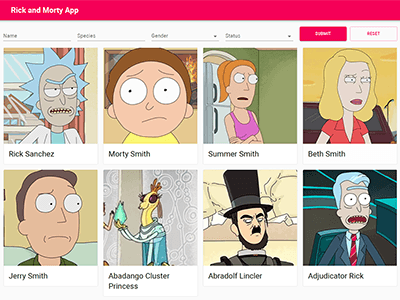 Rick and Morty App
Name Species Gender Status SUBMIT RESET
Rick Sanchez Morty Smith Summer Smith Beth Smith
Jerry Smith Abadango Cluster Abradolf Lincler Adjudicator Rick
Princess